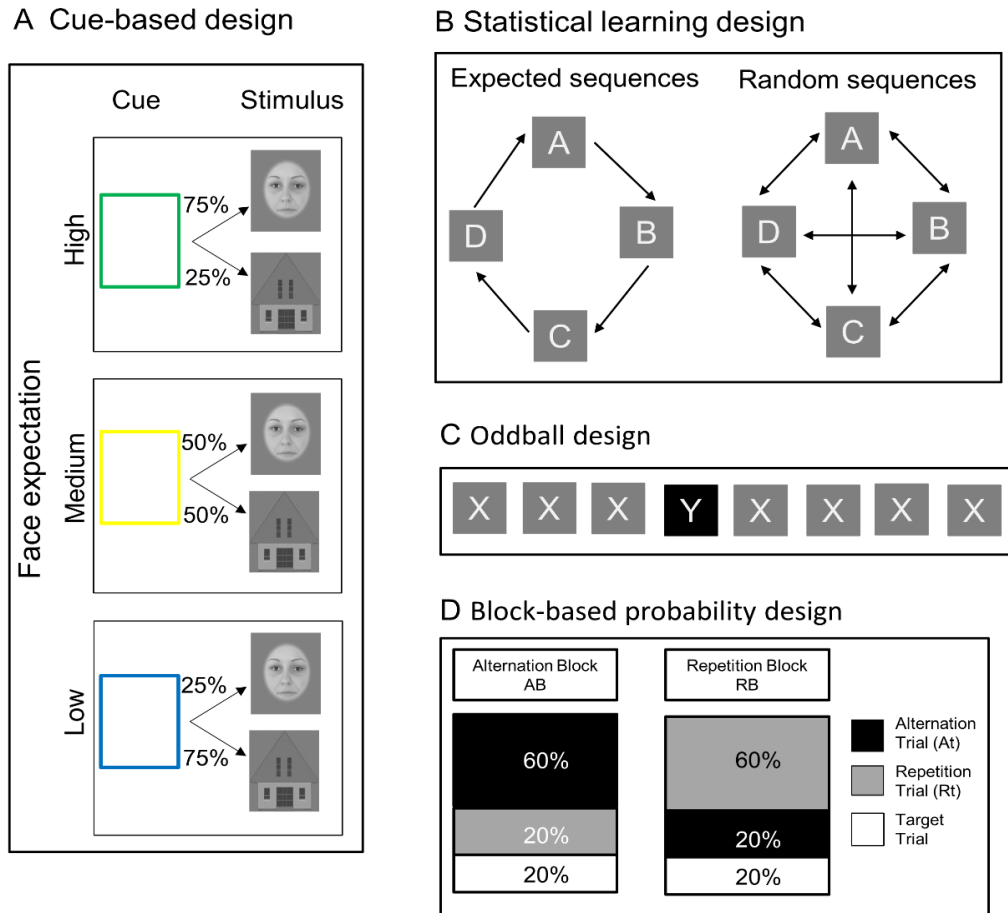 A Cue-based design
Cue
Stimulus
Face expectation
High
75%
25%
Medium
50%
50%
Low
25%
75%
B Statistical learning design
Expected sequences
A
B
C
D
Random sequences
A
B
C
D
C Oddball design
X X X Y X X X X
D Block-based probability design
Alternation Block
AB
60%
20%
20%
Repetition Block
RB
60%
20%
20%
Alternation
Trial (At)
Repetition
Trial (Rt)
Target
Trial